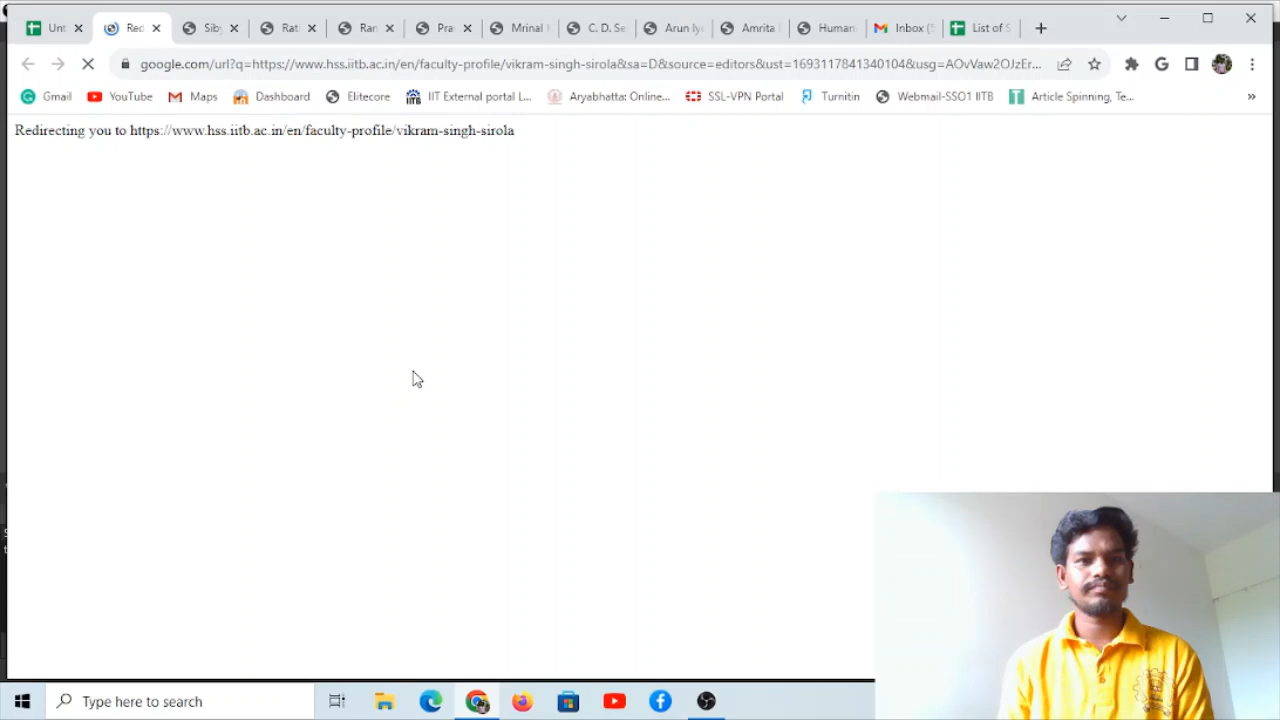 Unt
Red
Siby
Rati
Ran
Pra
Mrinal
C. D. Se
Arun Iy
Amrita
Human
Inbox (
List of S
google.com/url?q=https://www.hss.iitb.ac.in/en/faculty-profile/vikram-singh-sirola&sa=D&source=editors&ust=1693117841340104&usg=AOvVaw2OJzEr...
Gmail
YouTube
Maps
Dashboard
Elitecore
IIT External portal L...
Aryabhatta: Online...
SSL-VPN Portal
Turnitin
Webmail-SSO1 IITB
Article Spinning, Te...
Redirecting you to https://www.hss.iitb.ac.in/en/faculty-profile/vikram-singh-sirola
Type here to search